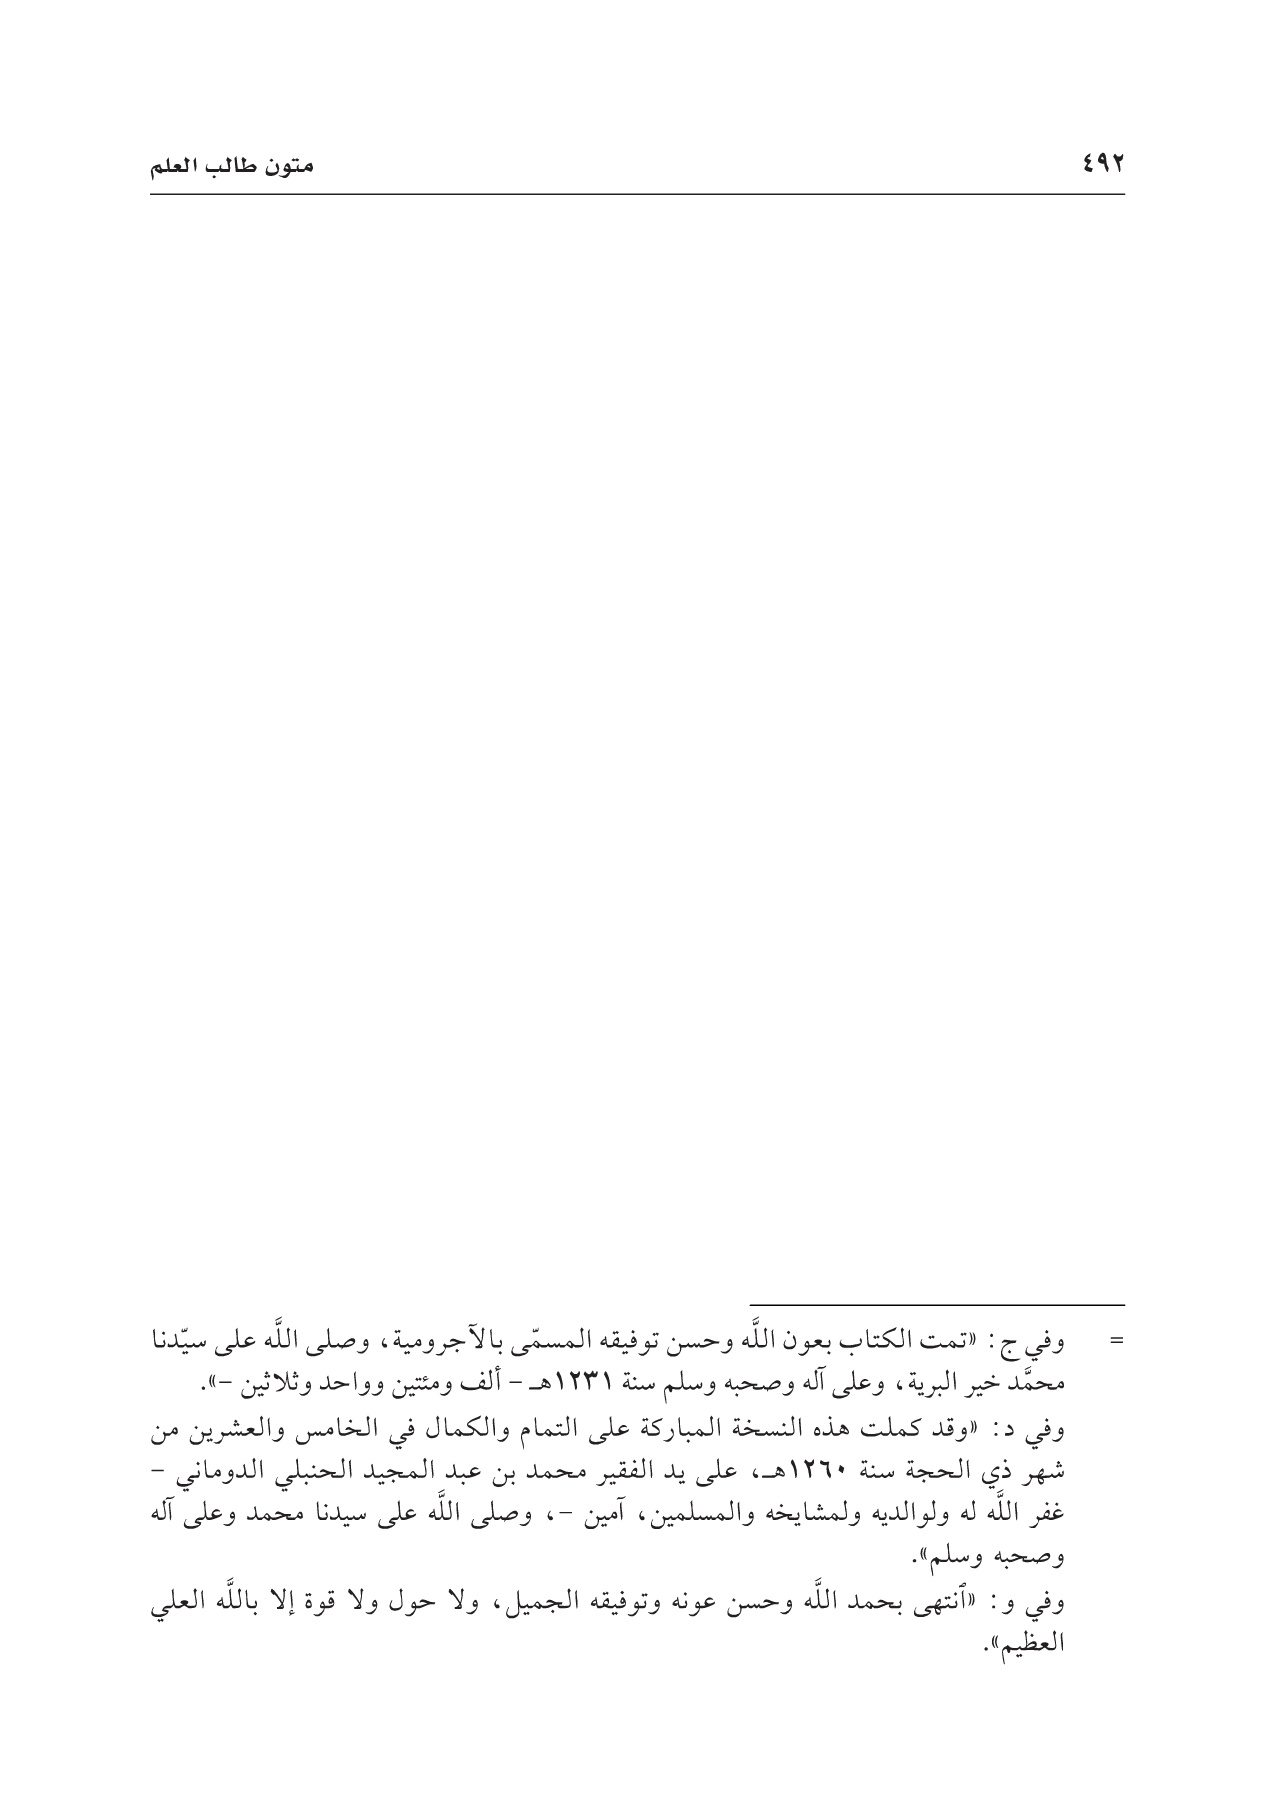 ٤٩٢ متون طالب العلم
= وفي ج: «تمت الكتاب بعون اللَّه وحسن توفيقه المسمّى بالآجرومية، وصلى اللَّه على سيّدنا
محمَّد خير البرية، وعلى آله وصحبه وسلم سنة ١٢٣١هـ – ألف ومئتين وواحد وثلاثين –».
وفي د: «وقد كملت هذه النسخة المباركة على التمام والكمال في الخامس والعشرين من
شهر ذي الحجة سنة ١٢٦٠هـ، على يد الفقير محمد بن عبد المجيد الحنبلي الدوماني –
غفر اللَّه له ولوالديه ولمشايخه والمسلمين، آمين –، وصلى اللَّه على سيدنا محمد وعلى آله
وصحبه وسلم».
وفي و: «ٱنتهى بحمد اللَّه وحسن عونه وتوفيقه الجميل، ولا حول ولا قوة إلا باللَّه العلي
العظيم».